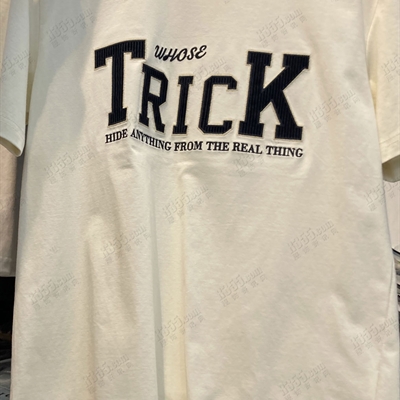 WHOSE
TRICK
HIDE ANYTHING FROM THE REAL THING